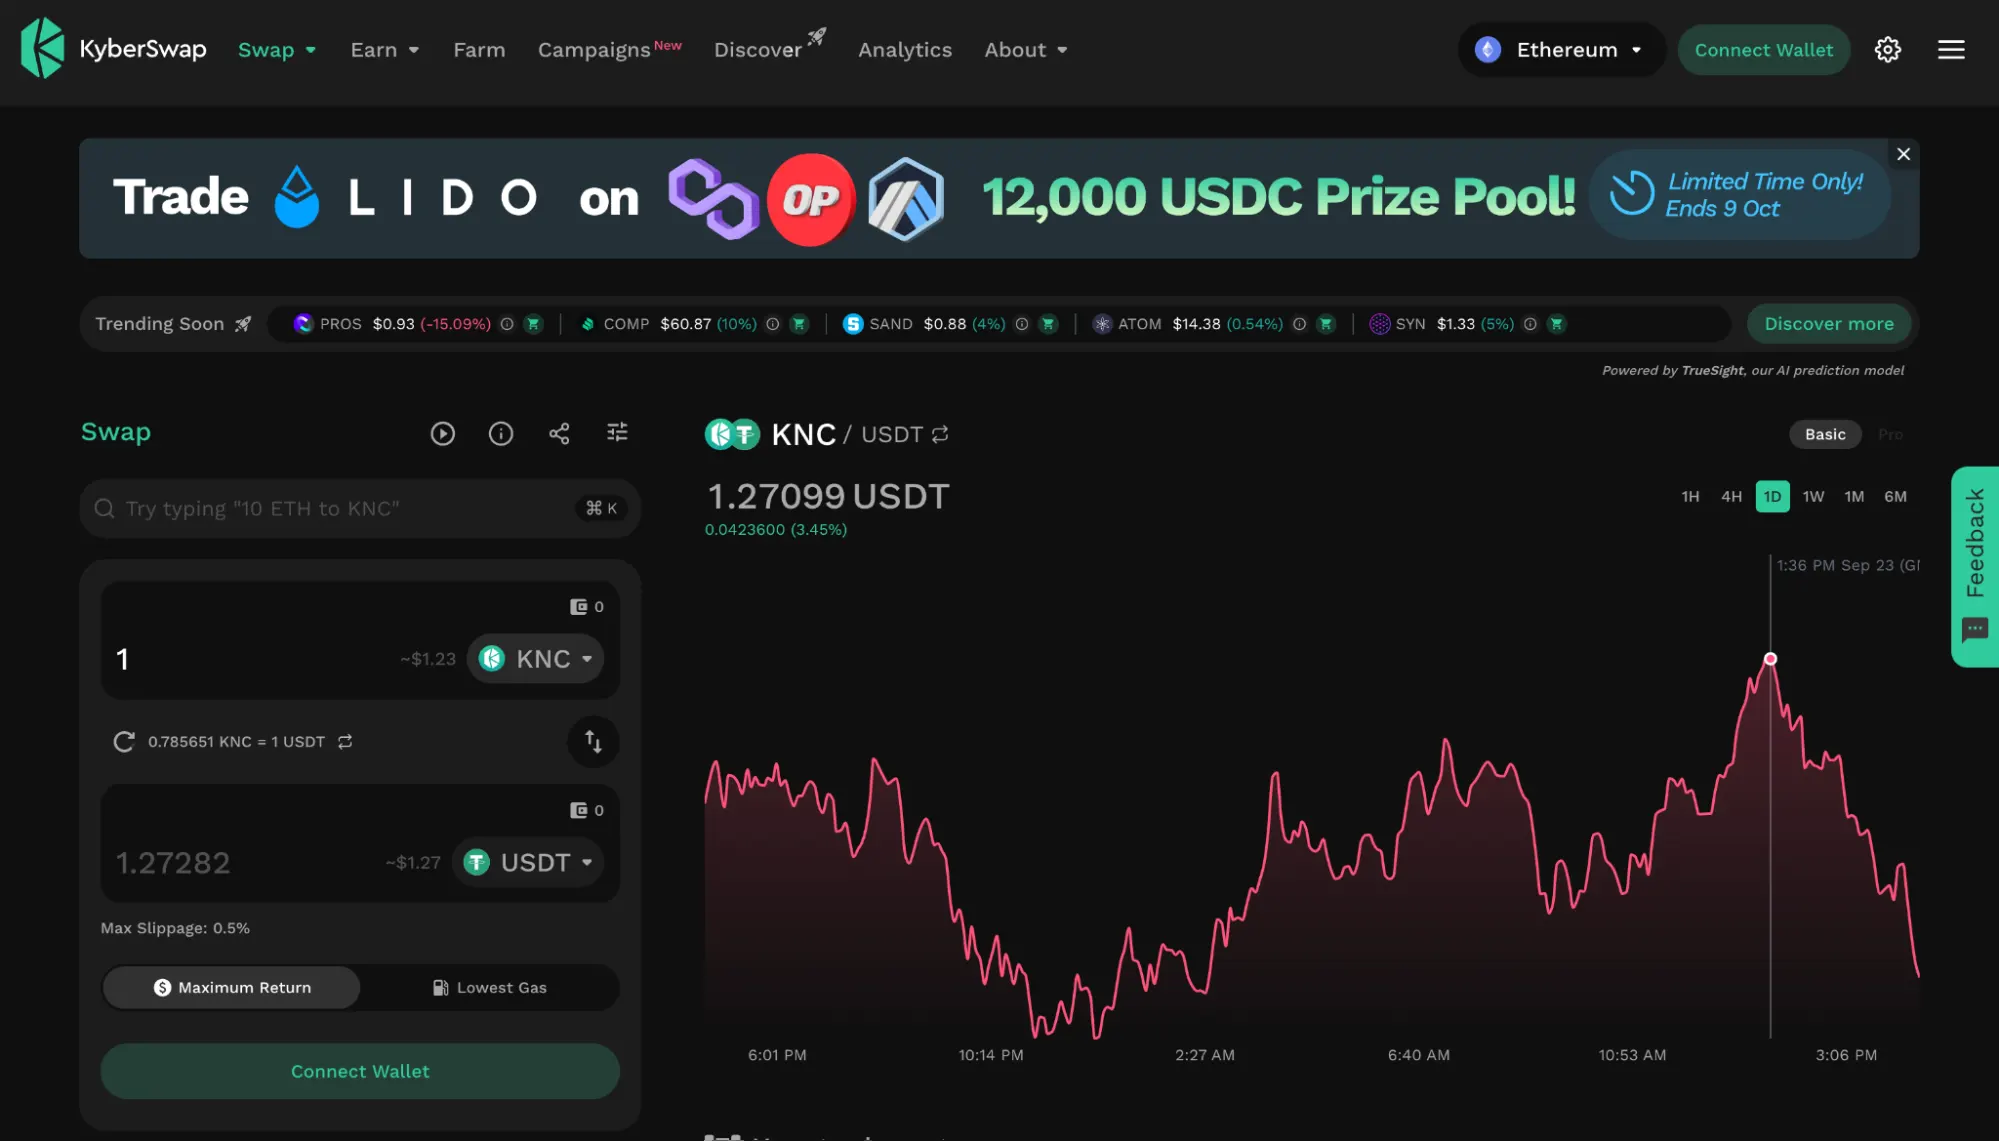 KyberSwap Swap Earn Farm Campaigns New Discover Analytics About Ethereum Connect Wallet
Trade LIDO on OP 12,000 USDC Prize Pool! Limited Time Only!
Ends 9 Oct
Trending Soon PROS $0.93 (-15.09%) COMP $60.87 (10%) SAND $0.88 (4%) ATOM $14.38 (0.54%) SYN $1.33 (5%) Discover more
Powered by TrueSight, our AI prediction model
Swap
Try typing "10 ETH to KNC" ⌘ K
0
1 ~$1.23 KNC
0.785651 KNC = 1 USDT
0
1.27282 ~$1.27 USDT
Max Slippage: 0.5%
Maximum Return Lowest Gas
Connect Wallet
KNC / USDT Basic Pro
1.27099 USDT 1H 4H 1D 1W 1M 6M
0.0423600 (3.45%)
1:36 PM Sep 23
6:01 PM 10:14 PM 2:27 AM 6:40 AM 10:53 AM 3:06 PM
Feedback